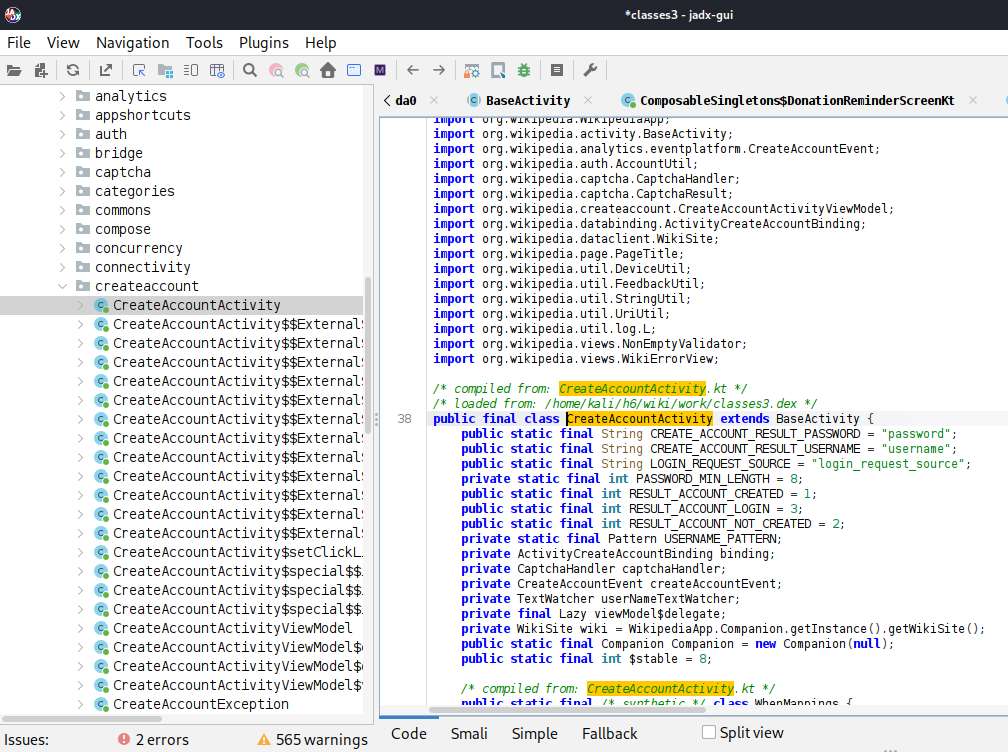 *classes3 - jadx-gui
File View Navigation Tools Plugins Help
analytics
appshortcuts
auth
bridge
captcha
categories
commons
compose
concurrency
connectivity
createaccount
CreateAccountActivity
CreateAccountActivity$$External
CreateAccountActivity$$External
CreateAccountActivity$$External
CreateAccountActivity$$External
CreateAccountActivity$$External
CreateAccountActivity$$External
CreateAccountActivity$$External
CreateAccountActivity$$External
CreateAccountActivity$$External
CreateAccountActivity$$External
CreateAccountActivity$$External
CreateAccountActivity$$External
CreateAccountActivity$setClickL
CreateAccountActivity$special$$
CreateAccountActivity$special$$
CreateAccountActivity$special$$
CreateAccountActivityViewModel
CreateAccountActivityViewModel$
CreateAccountActivityViewModel$
CreateAccountActivityViewModel$
CreateAccountException
da0 BaseActivity ComposableSingletons$DonationReminderScreenKt
import org.wikipedia.WikipediaApp;
import org.wikipedia.activity.BaseActivity;
import org.wikipedia.analytics.eventplatform.CreateAccountEvent;
import org.wikipedia.auth.AccountUtil;
import org.wikipedia.captcha.CaptchaHandler;
import org.wikipedia.captcha.CaptchaResult;
import org.wikipedia.createaccount.CreateAccountActivityViewModel;
import org.wikipedia.databinding.ActivityCreateAccountBinding;
import org.wikipedia.dataclient.WikiSite;
import org.wikipedia.page.PageTitle;
import org.wikipedia.util.DeviceUtil;
import org.wikipedia.util.FeedbackUtil;
import org.wikipedia.util.StringUtil;
import org.wikipedia.util.UriUtil;
import org.wikipedia.util.log.L;
import org.wikipedia.views.NonEmptyValidator;
import org.wikipedia.views.WikiErrorView;
/* compiled from: CreateAccountActivity.kt */
/* loaded from: /home/kali/h6/wiki/work/classes3.dex */
38 public final class CreateAccountActivity extends BaseActivity {
public static final String CREATE_ACCOUNT_RESULT_PASSWORD = "password";
public static final String CREATE_ACCOUNT_RESULT_USERNAME = "username";
public static final String LOGIN_REQUEST_SOURCE = "login_request_source";
private static final int PASSWORD_MIN_LENGTH = 8;
public static final int RESULT_ACCOUNT_CREATED = 1;
public static final int RESULT_ACCOUNT_LOGIN = 3;
public static final int RESULT_ACCOUNT_NOT_CREATED = 2;
private static final Pattern USERNAME_PATTERN;
private ActivityCreateAccountBinding binding;
private CaptchaHandler captchaHandler;
private CreateAccountEvent createAccountEvent;
private TextWatcher userNameTextWatcher;
private final Lazy viewModel$delegate;
private WikiSite wiki = WikipediaApp.Companion.getInstance().getWikiSite();
public static final Companion Companion = new Companion(null);
public static final int $stable = 8;
/* compiled from: CreateAccountActivity.kt */
public static final /* synthetic */ class WhenMappings {
Issues: 2 errors 565 warnings
Code Smali Simple Fallback Split view